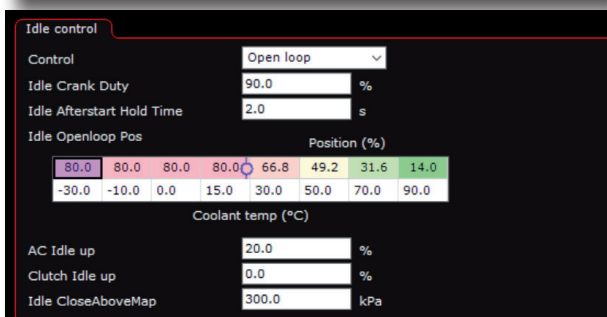 Idle control
Control Open loop
Idle Crank Duty 90.0 %
Idle Afterstart Hold Time 2.0 s
Idle Openloop Pos Position (%)
80.0 80.0 80.0 80.0 66.8 49.2 31.6 14.0
-30.0 -10.0 0.0 15.0 30.0 50.0 70.0 90.0
Coolant temp (°C)
AC Idle up 20.0 %
Clutch Idle up 0.0 %
Idle CloseAboveMap 300.0 kPa